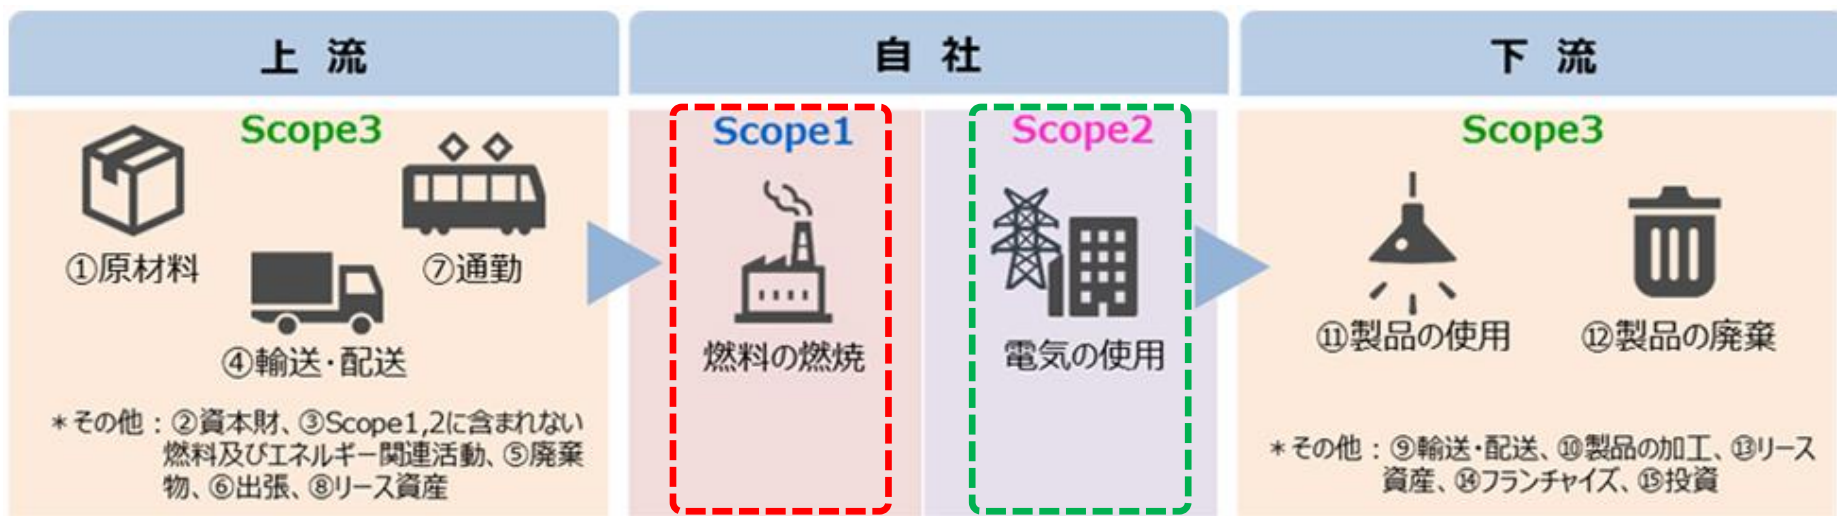 上流
Scope3
①原材料
⑦通勤
④輸送・配送
＊その他：②資本財、③Scope1,2に含まれない
燃料及びエネルギー関連活動、⑤廃棄
物、⑥出張、⑧リース資産
自社
Scope1
燃料の燃焼
Scope2
電気の使用
下流
Scope3
⑪製品の使用
⑫製品の廃棄
＊その他：⑨輸送・配送、⑩製品の加工、⑬リース
資産、⑭フランチャイズ、⑮投資